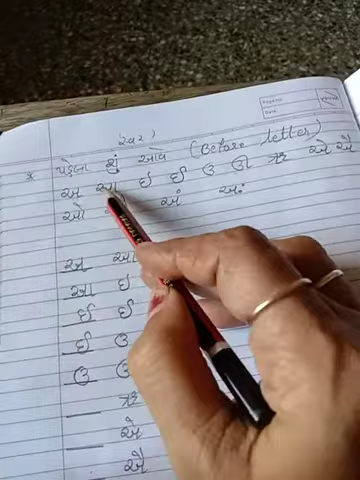 સ્વર
* પહેલા શું આવે (Before letter)
અ આ ઇ ઈ ઉ ઊ ઋ એ ઐ
ઓ અં અઃ
અ આ
આ ઇ
ઇ ઈ
ઈ ઉ
ઉ ઊ
ઋ
એ
ઐ